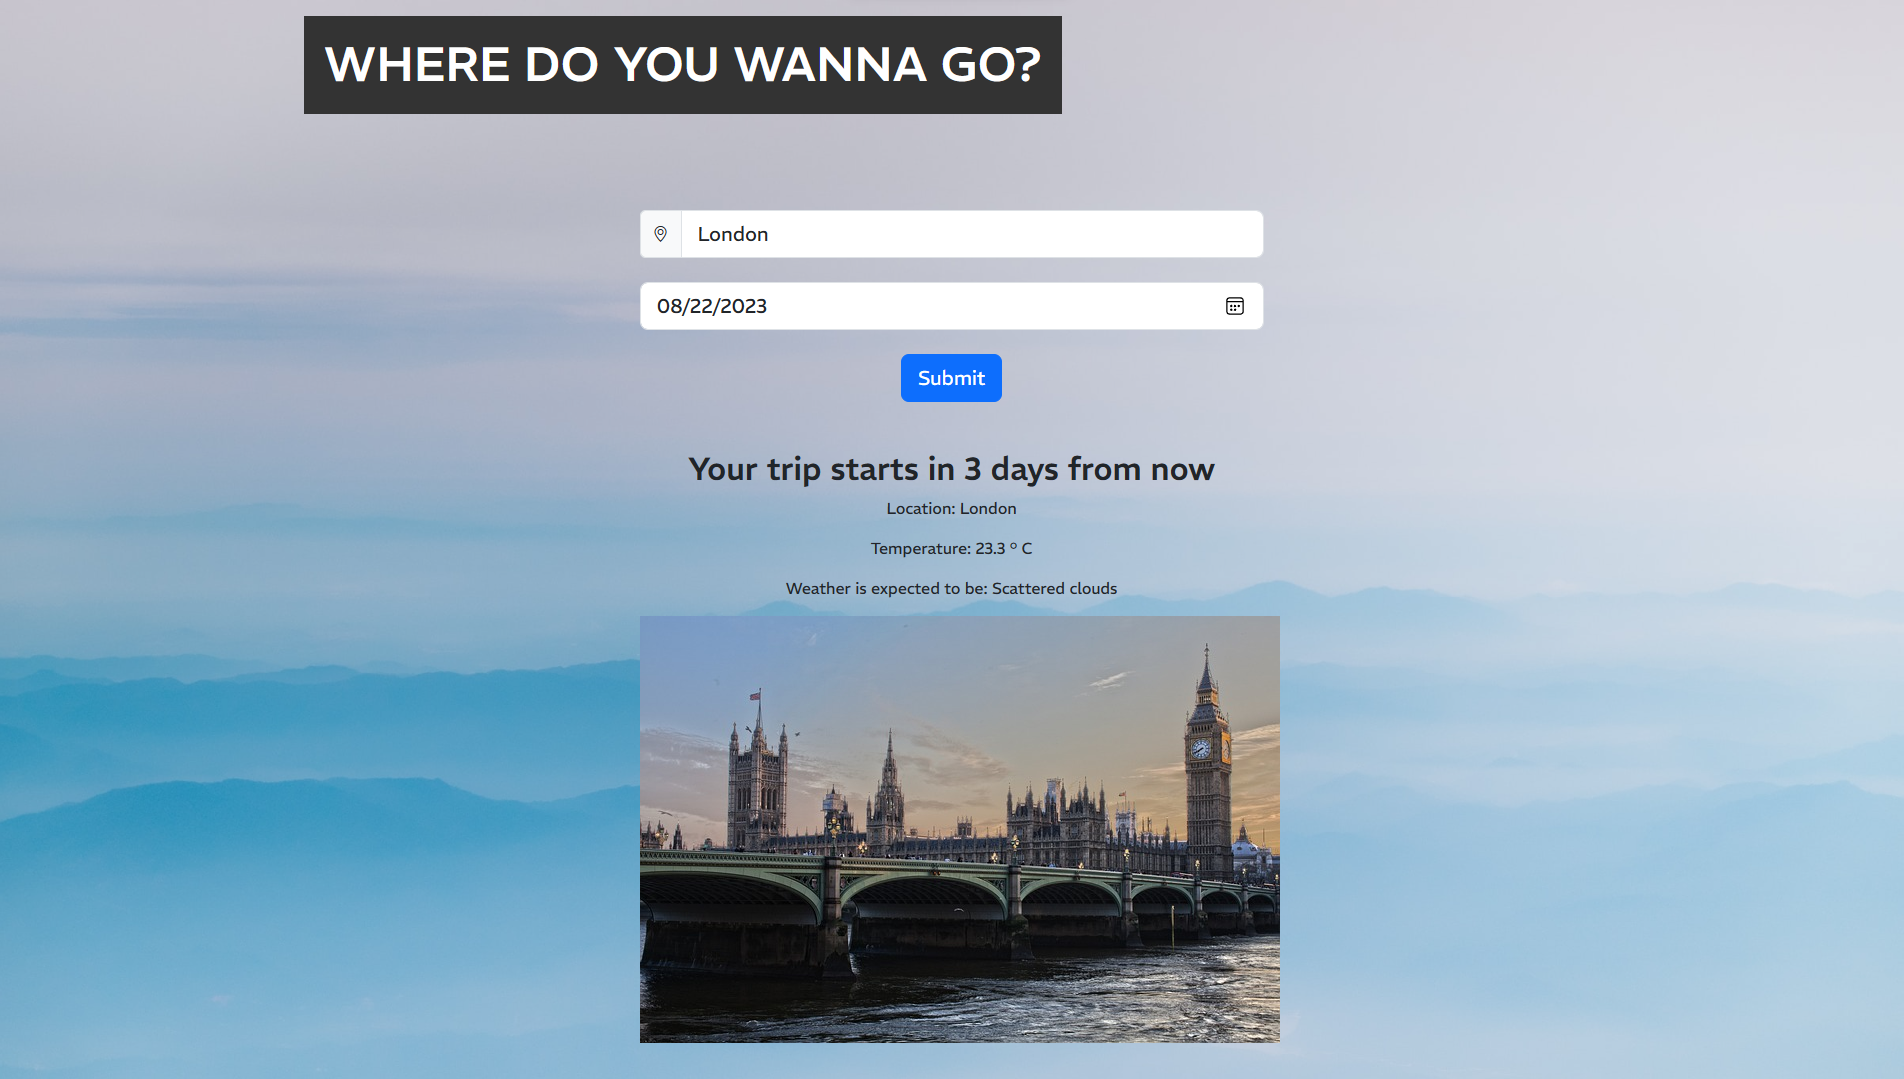 WHERE DO YOU WANNA GO?
London
08/22/2023
Submit
Your trip starts in 3 days from now
Location: London
Temperature: 23.3 º C
Weather is expected to be: Scattered clouds